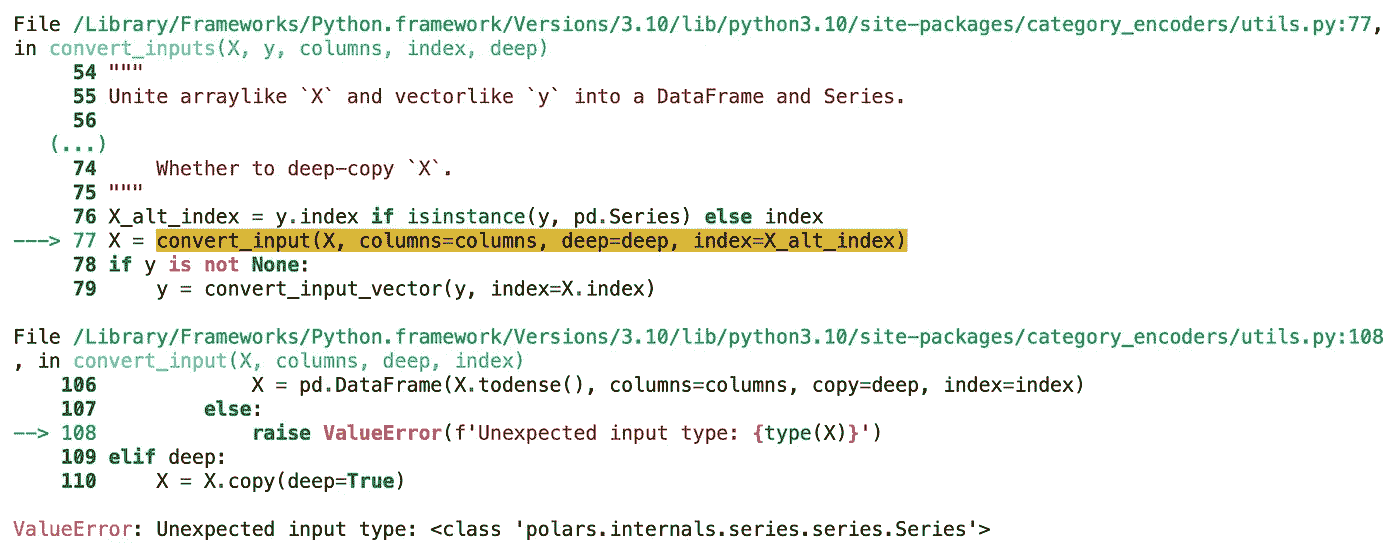 File /Library/Frameworks/Python.framework/Versions/3.10/lib/python3.10/site-packages/category_encoders/utils.py:77,
in convert_inputs(X, y, columns, index, deep)
     54 """
     55 Unite arraylike `X` and vectorlike `y` into a DataFrame and Series.
     56
   (...)
     74     Whether to deep-copy `X`.
     75 """
     76 X_alt_index = y.index if isinstance(y, pd.Series) else index
---> 77 X = convert_input(X, columns=columns, deep=deep, index=X_alt_index)
     78 if y is not None:
     79     y = convert_input_vector(y, index=X.index)
File /Library/Frameworks/Python.framework/Versions/3.10/lib/python3.10/site-packages/category_encoders/utils.py:108
, in convert_input(X, columns, deep, index)
    106             X = pd.DataFrame(X.todense(), columns=columns, copy=deep, index=index)
    107         else:
--> 108             raise ValueError(f'Unexpected input type: {type(X)}')
    109 elif deep:
    110     X = X.copy(deep=True)
ValueError: Unexpected input type: <class 'polars.internals.series.series.Series'>